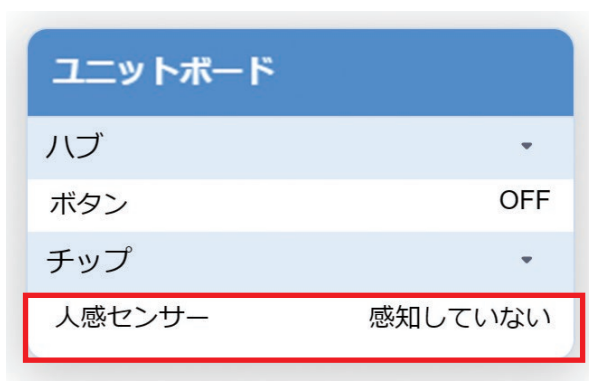 ユニットボード
ハブ
ボタン OFF
チップ
人感センサー 感知していない